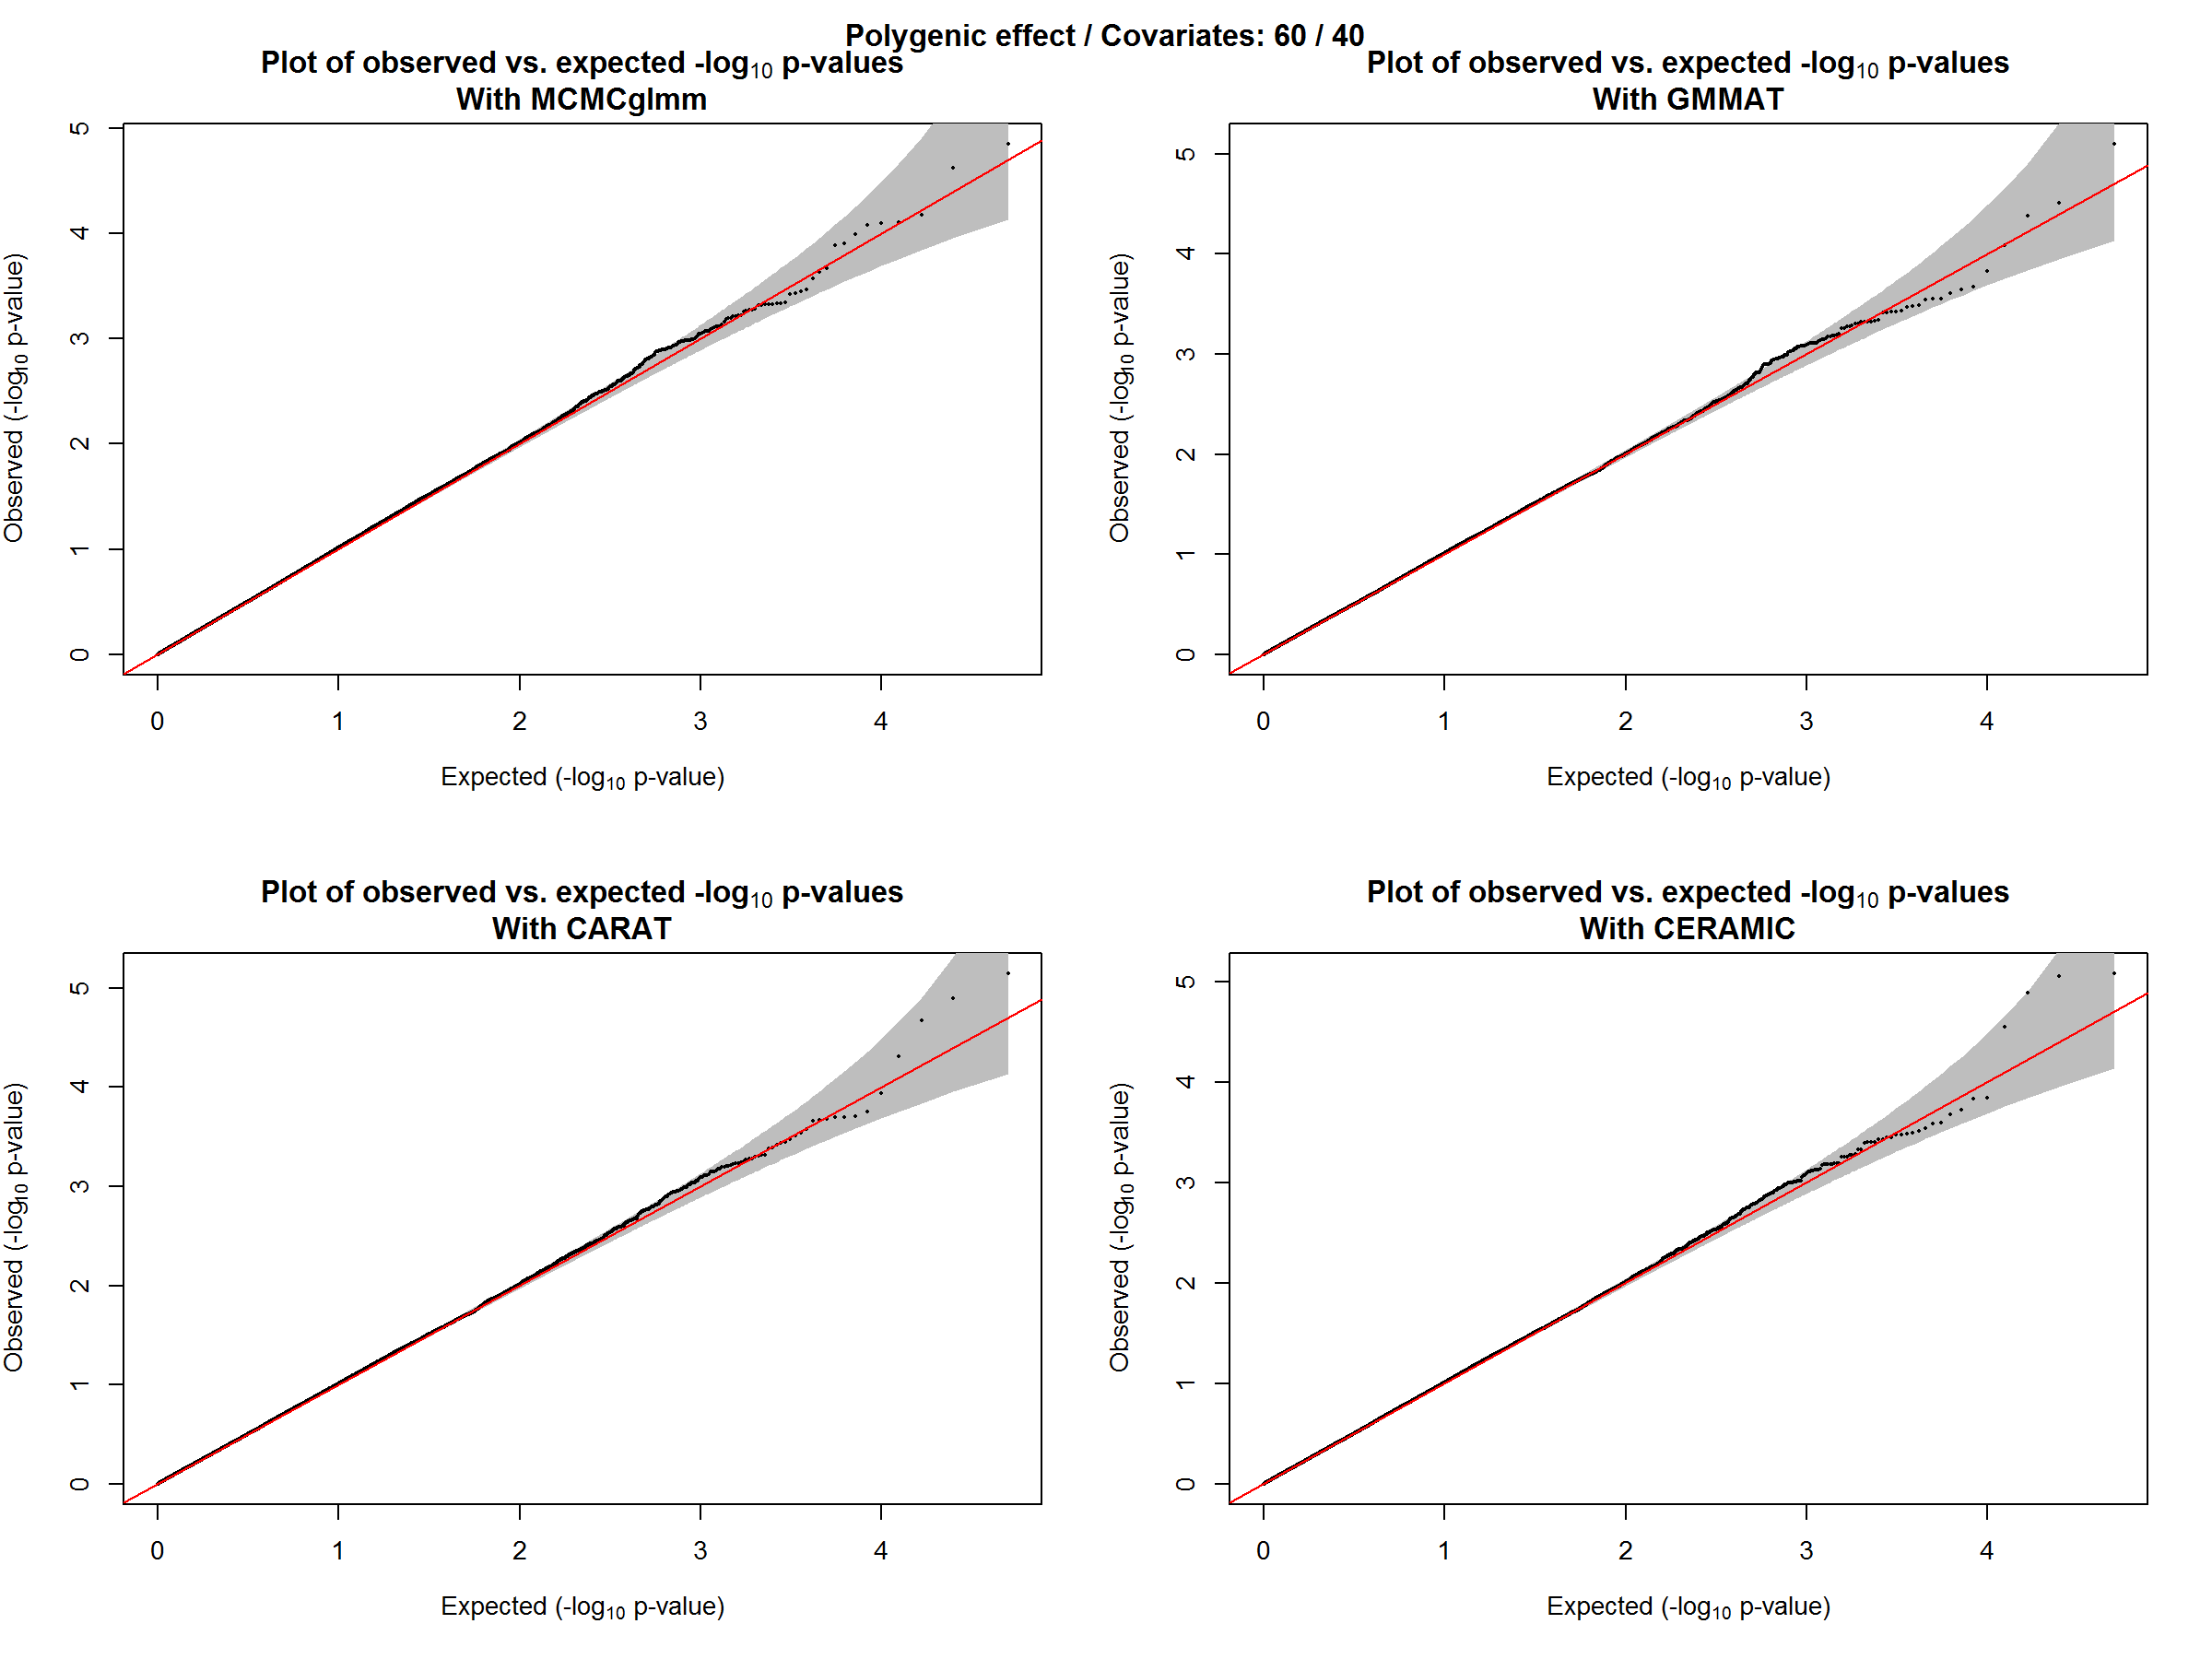 Polygenic effect / Covariates: 60 / 40
Plot of observed vs. expected -log10 p-values
With MCMCglmm
Observed (-log10 p-value)
5
4
3
2
1
0
0 1 2 3 4
Expected (-log10 p-value)
Plot of observed vs. expected -log10 p-values
With GMMAT
Observed (-log10 p-value)
5
4
3
2
1
0
0 1 2 3 4
Expected (-log10 p-value)
Plot of observed vs. expected -log10 p-values
With CARAT
Observed (-log10 p-value)
5
4
3
2
1
0
0 1 2 3 4
Expected (-log10 p-value)
Plot of observed vs. expected -log10 p-values
With CERAMIC
Observed (-log10 p-value)
5
4
3
2
1
0
0 1 2 3 4
Expected (-log10 p-value)